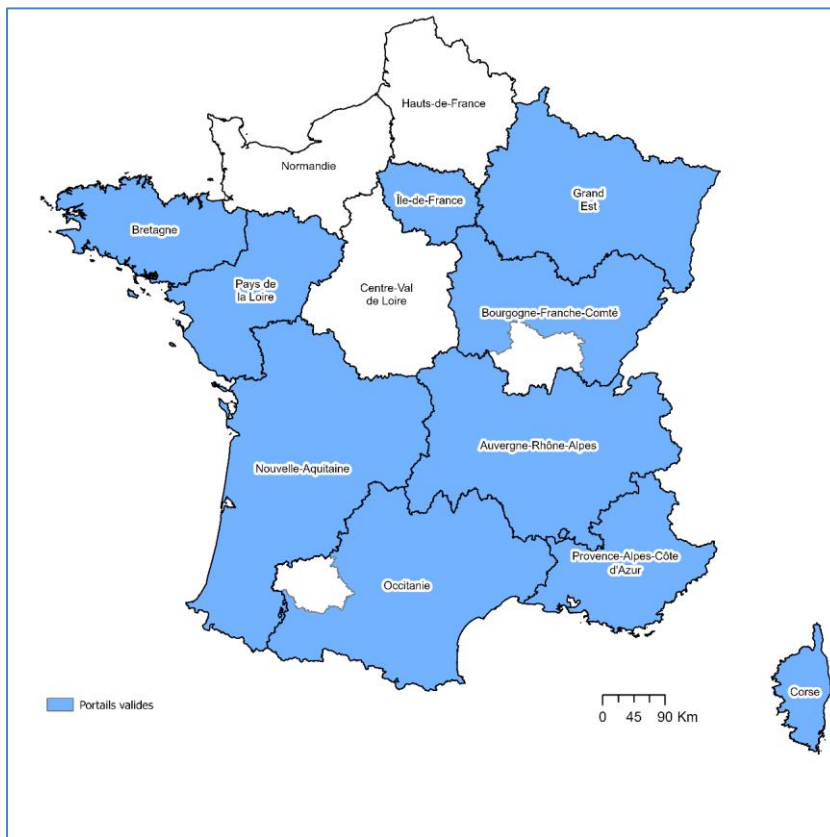 Hauts-de-France
Normandie
Île-de-France
Grand
Est
Bretagne
Pays de
la Loire
Centre-Val
de Loire
Bourgogne-Franche-Comté
Auvergne-Rhône-Alpes
Nouvelle-Aquitaine
Provence-Alpes-Côte
d'Azur
Occitanie
Corse
Portails valides
0 45 90 Km